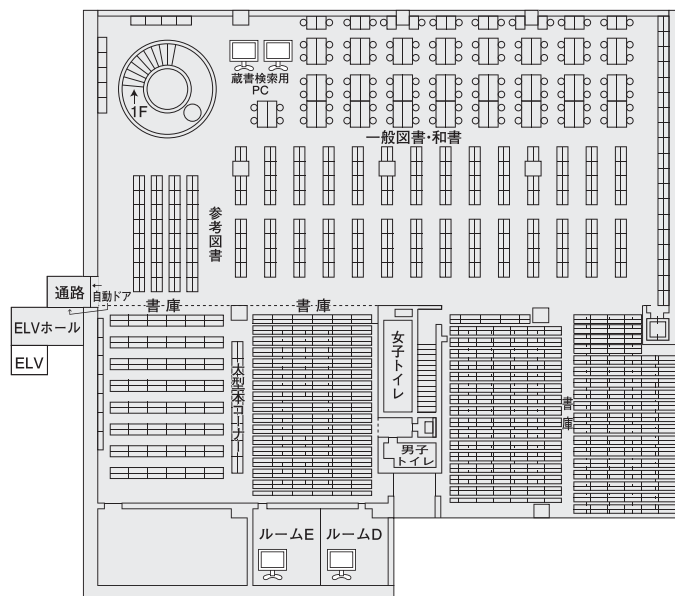 蔵書検索用
PC
↑
1F
一般図書・和書
参考図書
通路
←
自動ドア
ELVホール
ELV
書庫
書庫
大型本コーナー
女子トイレ
男子
トイレ
書庫
ルームE
ルームD